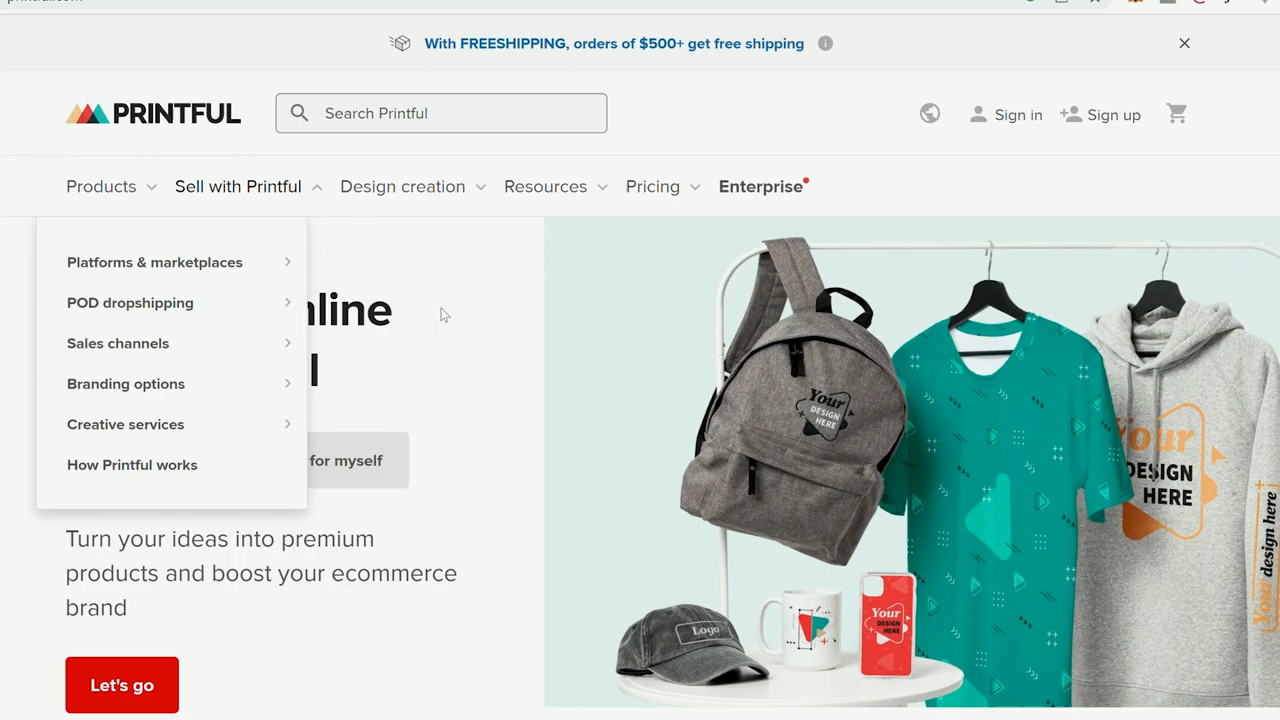 With FREESHIPPING, orders of $500+ get free shipping
PRINTFUL
Search Printful
Sign in
Sign up
Products
Sell with Printful
Design creation
Resources
Pricing
Enterprise
Platforms & marketplaces
POD dropshipping
Sales channels
Branding options
Creative services
How Printful works
for myself
Turn your ideas into premium
products and boost your ecommerce
brand
Let's go
Your
DESIGN
HERE
Your
DESIGN
HERE
Your design here
Logo
Your
DESIGN
HERE